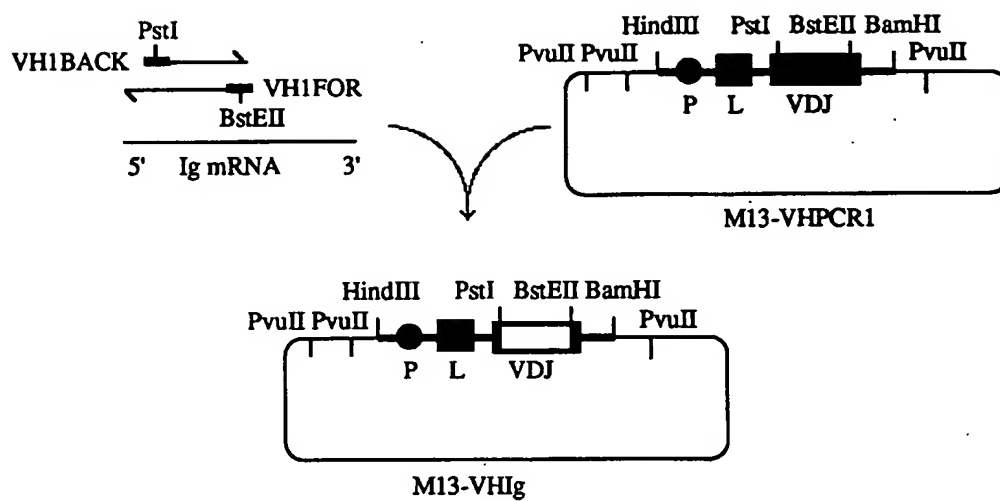 PstI
VH1BACK
VH1FOR
BstEII
5' Ig mRNA 3'
HindIII PstI BstEII BamHI
PvuII PvuII PvuII
P L VDJ
M13-VHPCR1
HindIII PstI BstEII BamHI
PvuII PvuII PvuII
P L VDJ
M13-VHIg